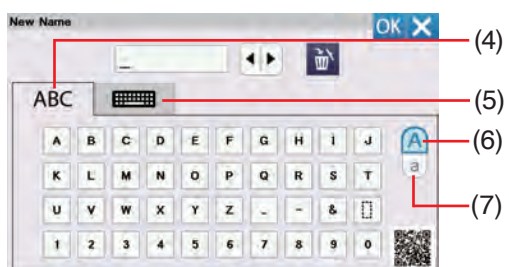 New Name
OK
(4)
_
ABC
(5)
A B C D E F G H I J
A
(6)
K L M N O P Q R S T
a
(7)
U V W X Y Z - – &
1 2 3 4 5 6 7 8 9 0